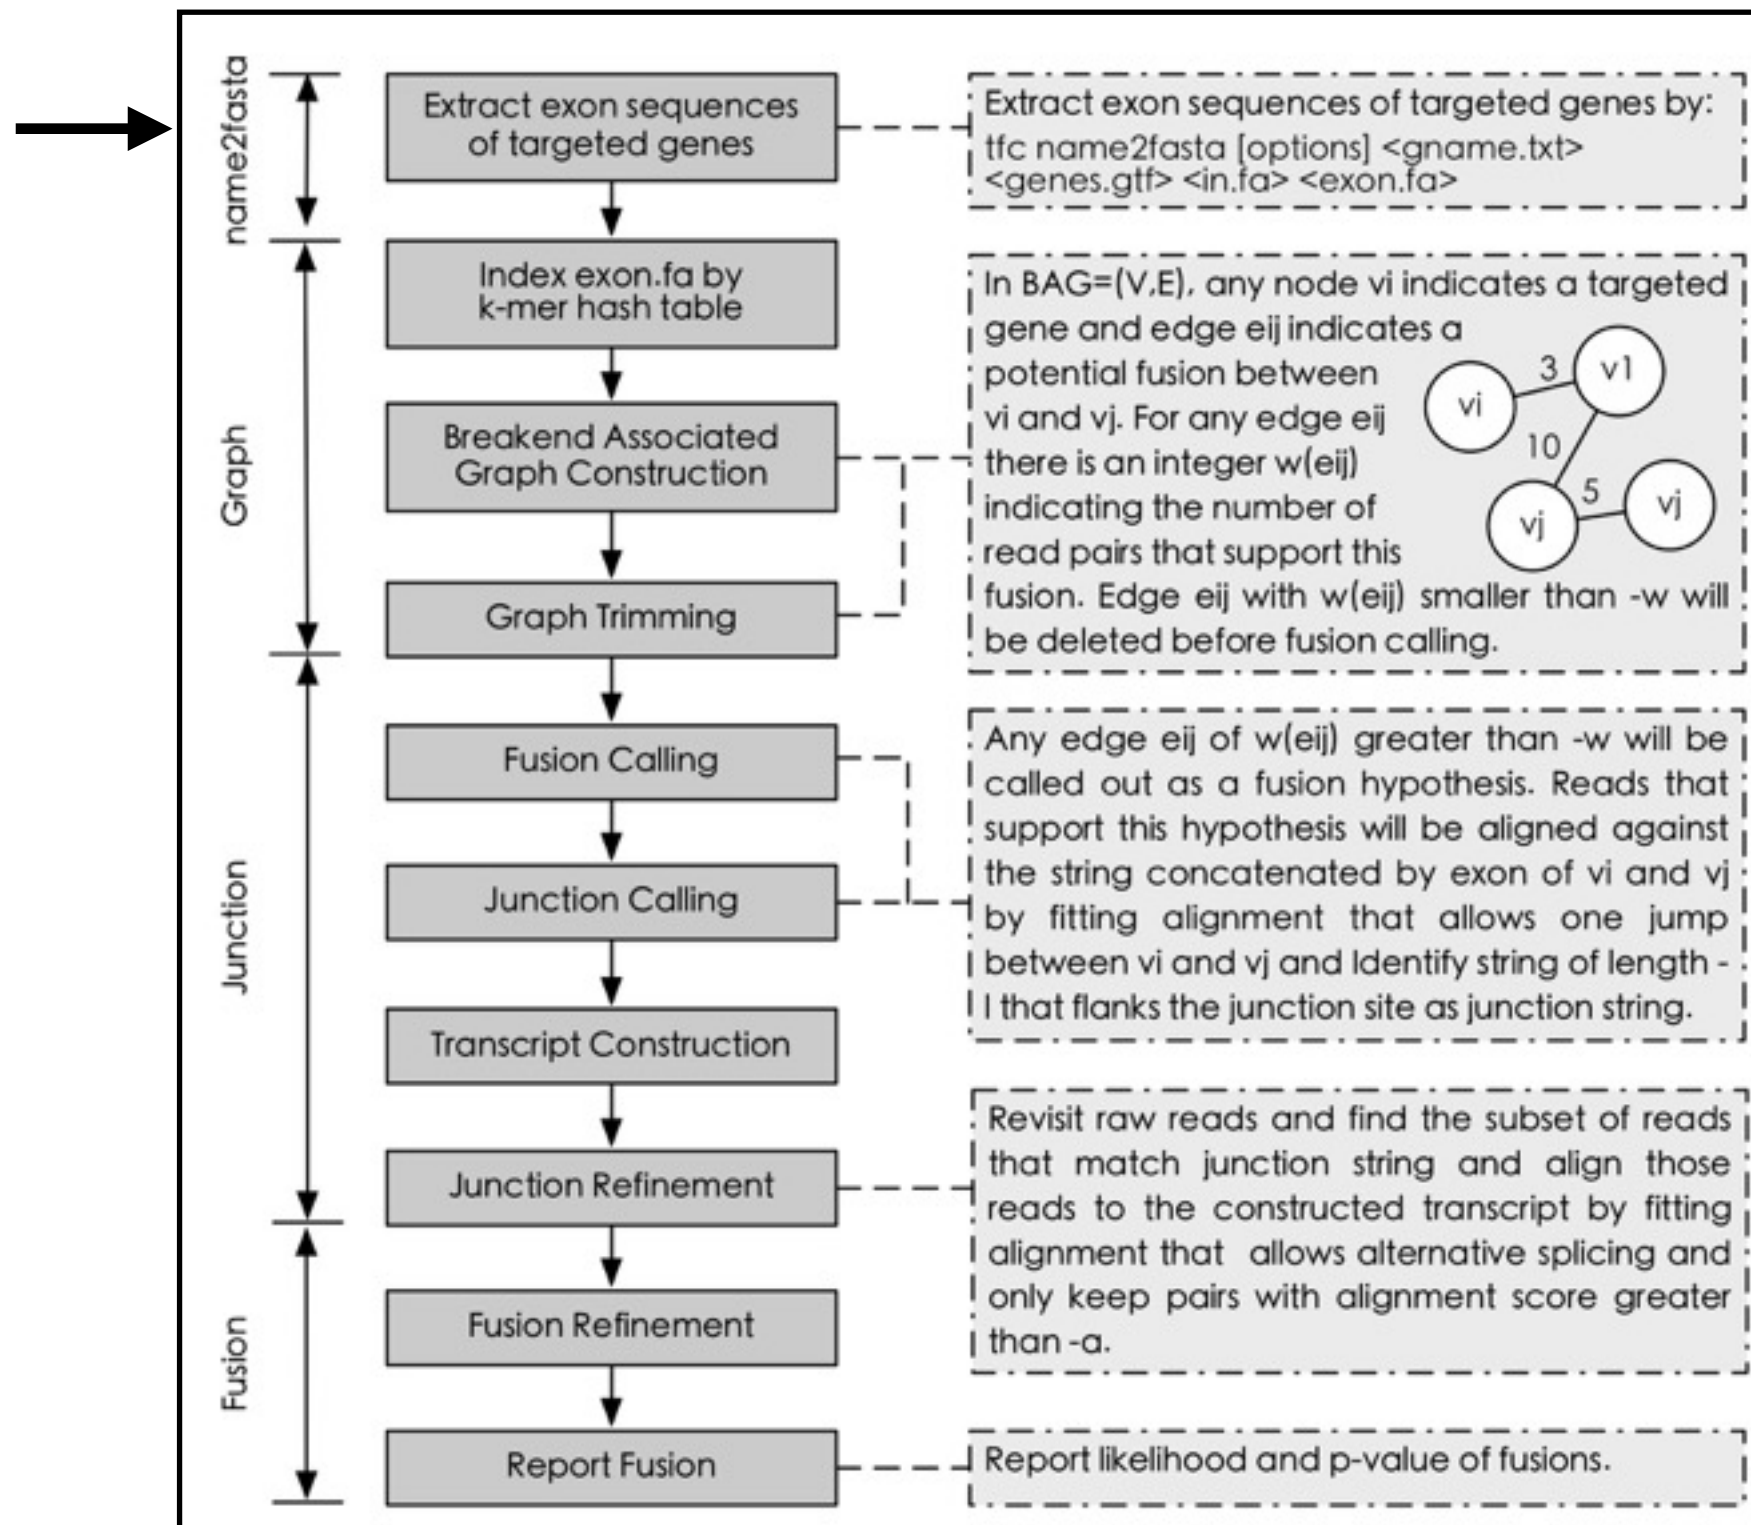 name2fasta
Extract exon sequences
of targeted genes
Extract exon sequences of targeted genes by:
tfc name2fasta [options] <gname.txt>
<genes.gtf> <in.fa> <exon.fa>
Graph
Index exon.fa by
k-mer hash table
Breakend Associated
Graph Construction
Graph Trimming
In BAG=(V,E), any node vi indicates a targeted
gene and edge eij indicates a
potential fusion between
vi and vj. For any edge eij
there is an integer w(eij)
indicating the number of
read pairs that support this
fusion. Edge eij with w(eij) smaller than -w will
be deleted before fusion calling.
vi
3
v1
10
vj
5
vj
Junction
Fusion Calling
Junction Calling
Transcript Construction
Junction Refinement
Any edge eij of w(eij) greater than -w will be
called out as a fusion hypothesis. Reads that
support this hypothesis will be aligned against
the string concatenated by exon of vi and vj
by fitting alignment that allows one jump
between vi and vj and Identify string of length -
l that flanks the junction site as junction string.
Revisit raw reads and find the subset of reads
that match junction string and align those
reads to the constructed transcript by fitting
alignment that allows alternative splicing and
only keep pairs with alignment score greater
than -a.
Fusion
Fusion Refinement
Report Fusion
Report likelihood and p-value of fusions.